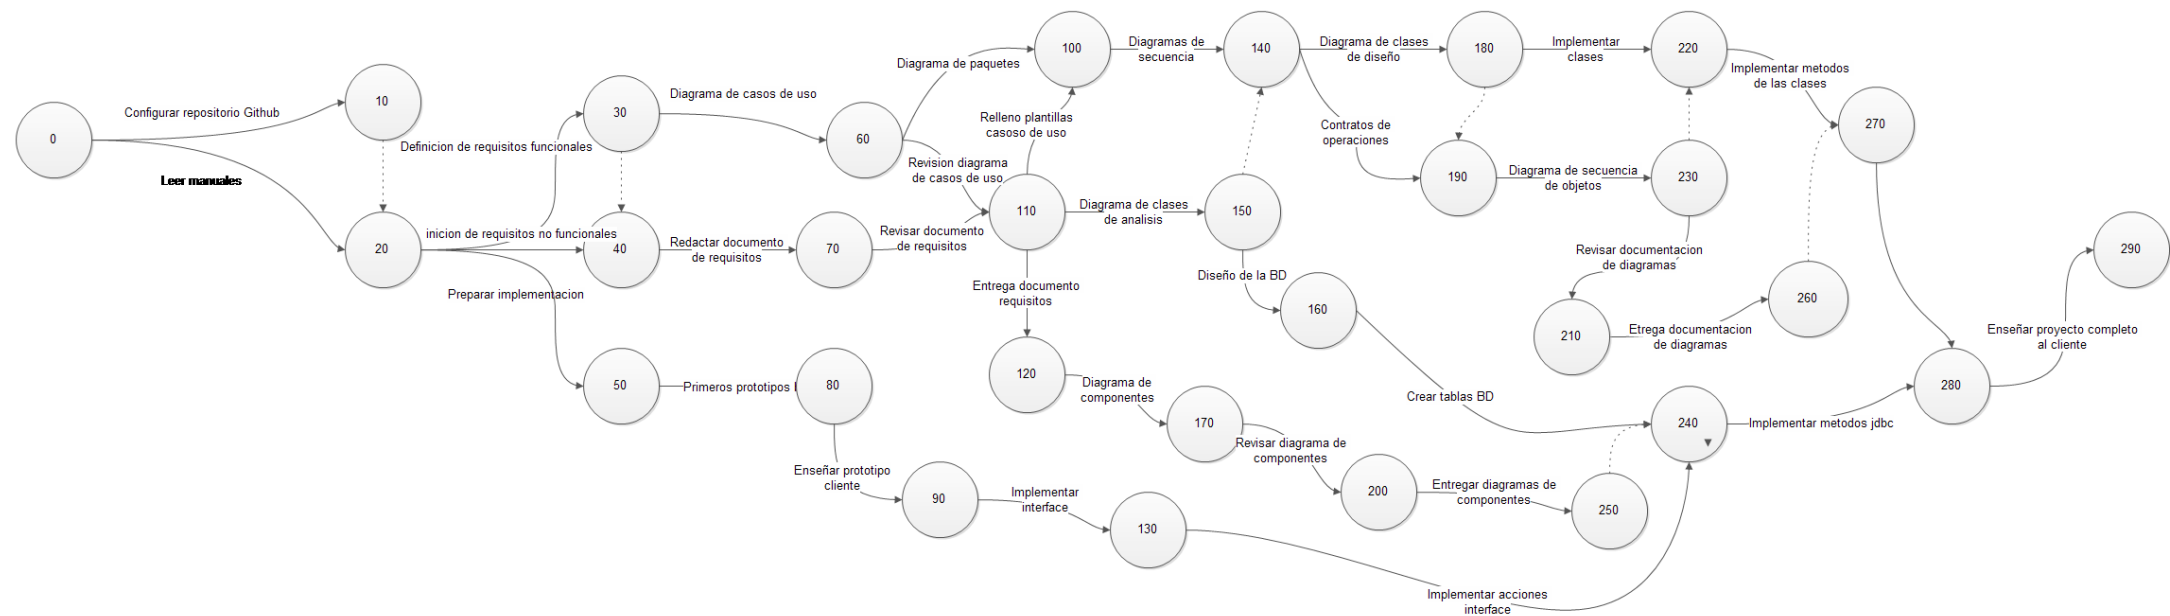 0
Configurar repositorio Github
Leer manuales
10
20
Definicion de requisitos funcionales
inicion de requisitos no funcionales
Preparar implementacion
30
40
50
Diagrama de casos de uso
Redactar documento
de requisitos
Primeros prototipos
60
70
80
Diagrama de paquetes
Revision diagrama
de casos de uso
Revisar documento
de requisitos
Enseñar prototipo
cliente
90
100
Relleno plantillas
casoso de uso
110
Entrega documento
requisitos
120
Implementar
interface
130
Diagramas de
secuencia
Diagrama de clases
de analisis
Diagrama de
componentes
140
150
Diseño de la BD
160
170
Revisar diagrama de
componentes
Diagrama de clases
de diseño
Contratos de
operaciones
180
190
200
Crear tablas BD
Entregar diagramas de
componentes
Implementar acciones
interface
Implementar
clases
Diagrama de secuencia
de objetos
220
230
Revisar documentacion
de diagramas
210
Etrega documentacion
de diagramas
240
250
Implementar metodos
de las clases
260
270
Implementar metodos jdbc
280
Enseñar proyecto completo
al cliente
290